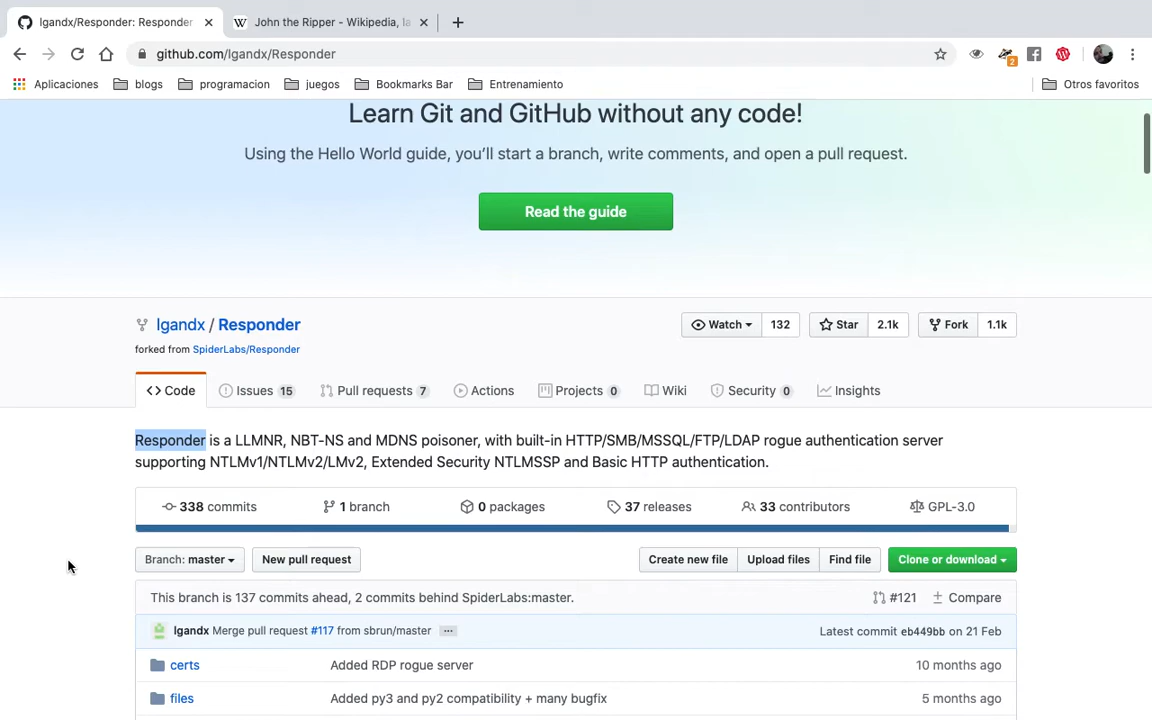 lgandx/Responder: Responder
John the Ripper - Wikipedia, la
github.com/lgandx/Responder
2
Aplicaciones
blogs
programacion
juegos
Bookmarks Bar
Entrenamiento
Otros favoritos
Learn Git and GitHub without any code!
Using the Hello World guide, you’ll start a branch, write comments, and open a pull request.
Read the guide
lgandx / Responder
Watch 132
Star 2.1k
Fork 1.1k
forked from SpiderLabs/Responder
Code
Issues 15
Pull requests 7
Actions
Projects 0
Wiki
Security 0
Insights
Responder is a LLMNR, NBT-NS and MDNS poisoner, with built-in HTTP/SMB/MSSQL/FTP/LDAP rogue authentication server
supporting NTLMv1/NTLMv2/LMv2, Extended Security NTLMSSP and Basic HTTP authentication.
338 commits
1 branch
0 packages
37 releases
33 contributors
GPL-3.0
Branch: master
New pull request
Create new file
Upload files
Find file
Clone or download
This branch is 137 commits ahead, 2 commits behind SpiderLabs:master.
#121
Compare
lgandx Merge pull request #117 from sbrun/master
Latest commit eb449bb on 21 Feb
certs
Added RDP rogue server
10 months ago
files
Added py3 and py2 compatibility + many bugfix
5 months ago